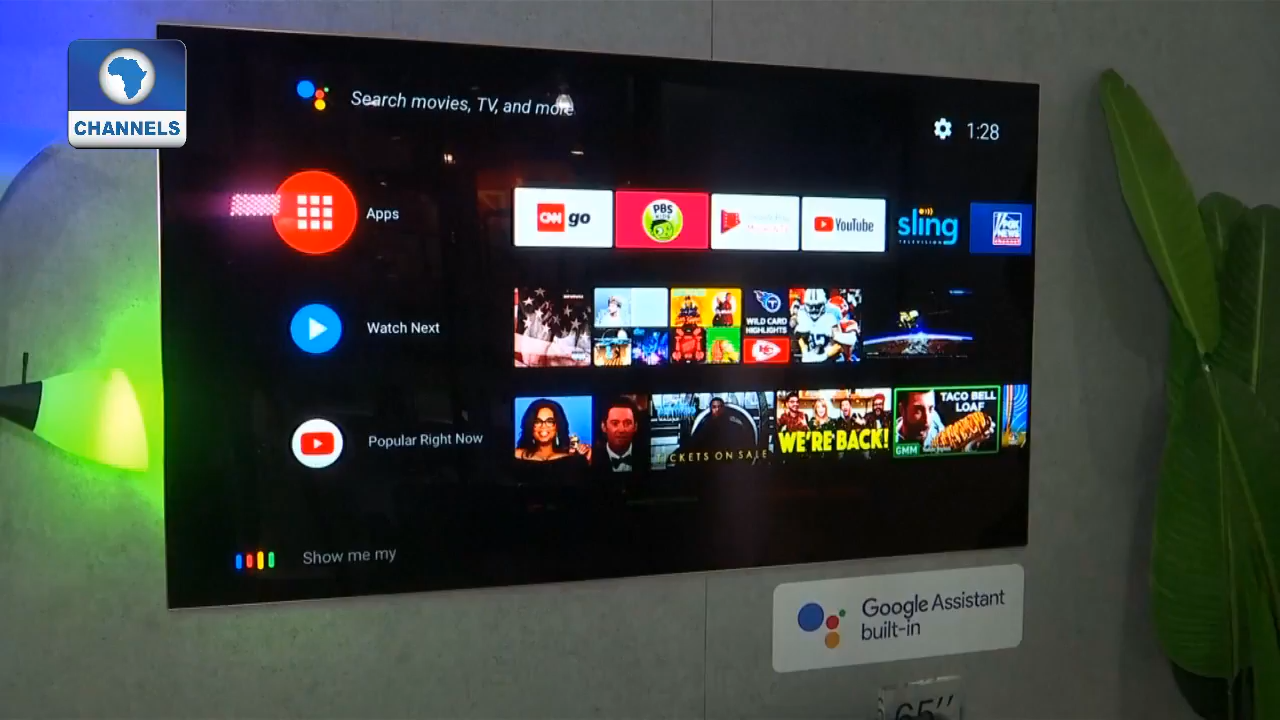 CHANNELS
Search movies, TV, and more
1:28
Apps
CNN go
PBS
KIDS
YouTube
sling
TELEVISION
FOX
NEWS
channel
Watch Next
WILD CARD
HIGHLIGHTS
Popular Right Now
TICKETS ON SALE
WE'RE BACK!
TACO BELL
LOAF
GMM
Show me my
Google Assistant
built-in
65''